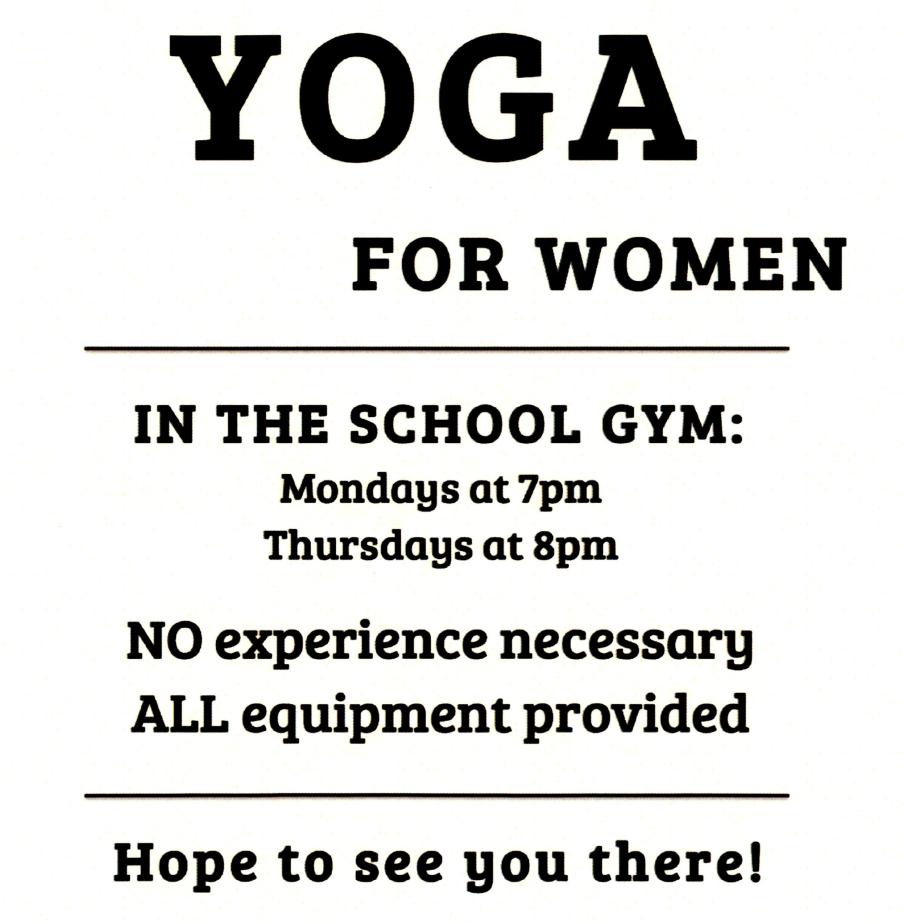 YOGA
FOR WOMEN
IN THE SCHOOL GYM:
Mondays at 7pm
Thursdays at 8pm
NO experience necessary
ALL equipment provided
Hope to see you there!